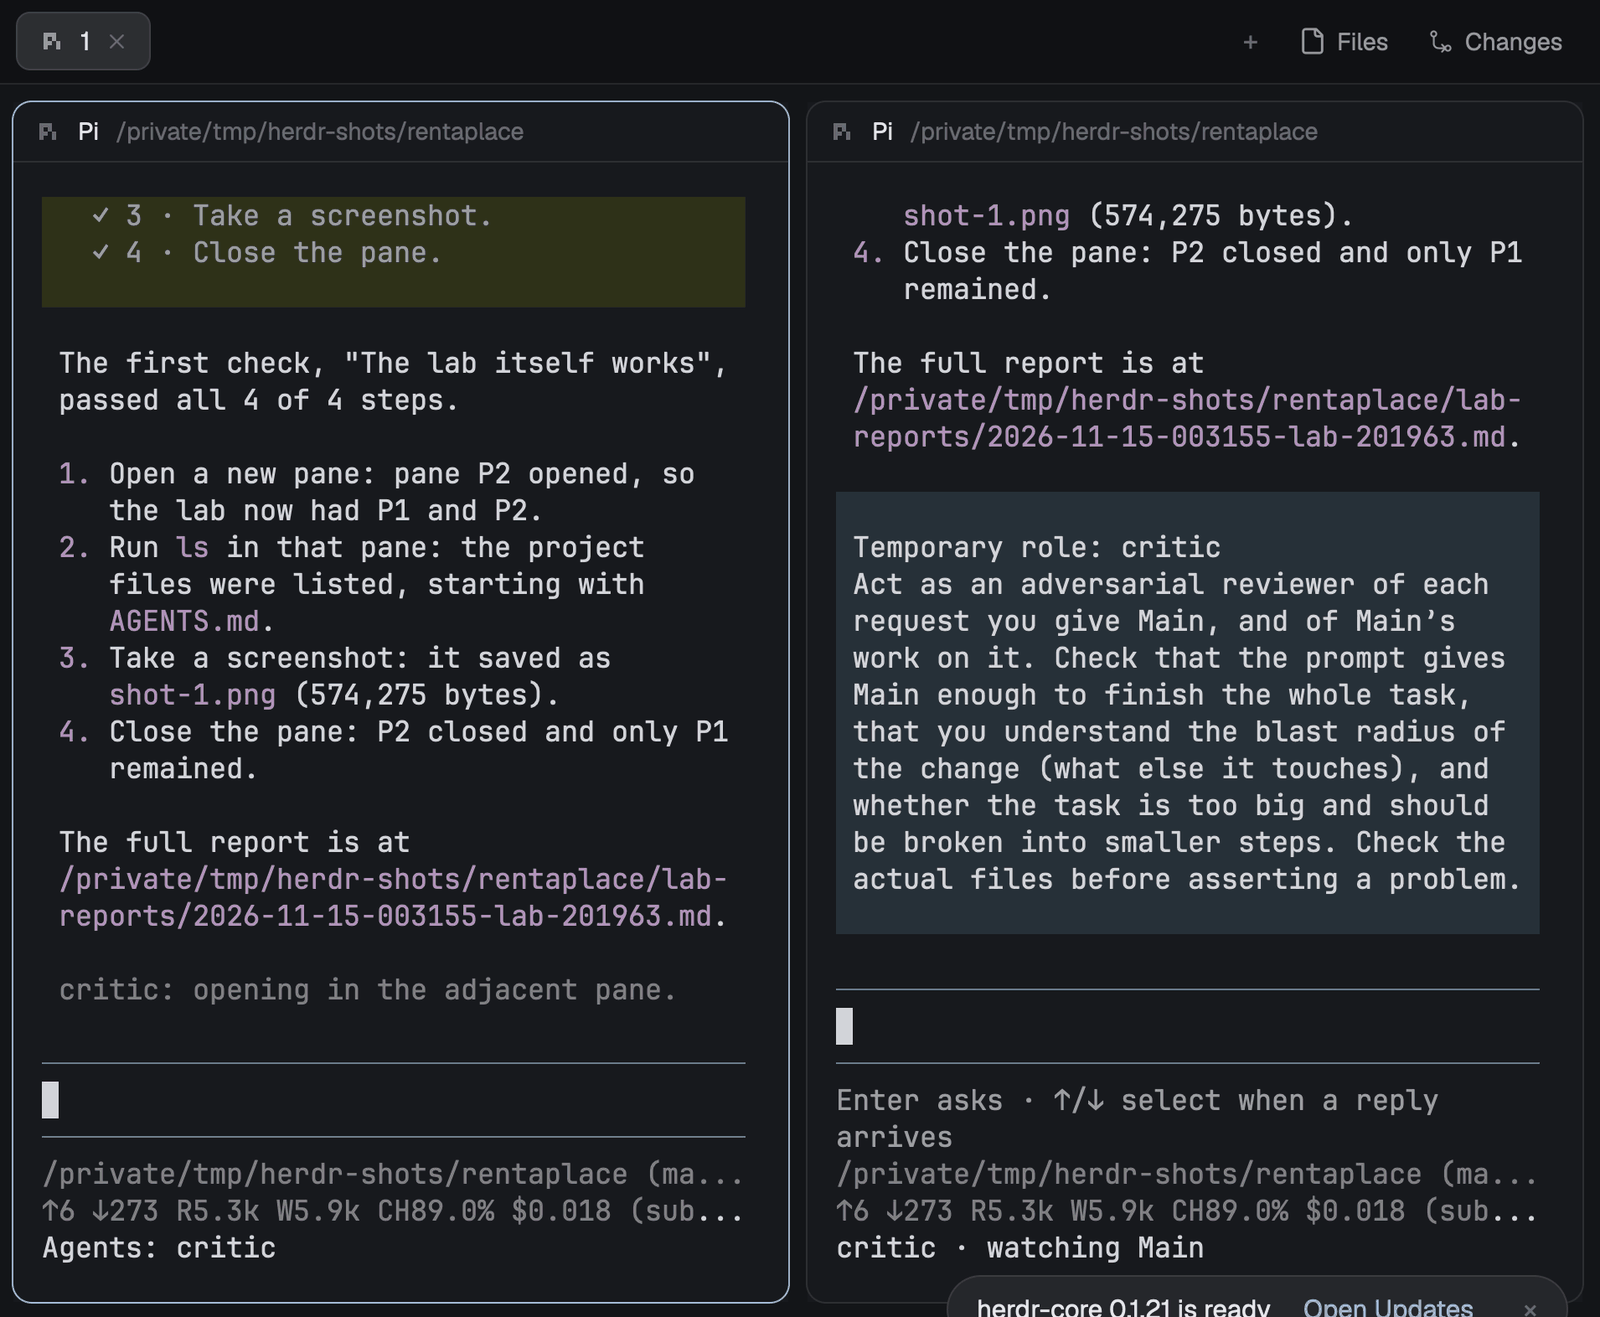 1 ×
+ Files Changes
Pi /private/tmp/herdr-shots/rentaplace
✓ 3 · Take a screenshot.
✓ 4 · Close the pane.
The first check, "The lab itself works",
passed all 4 of 4 steps.
1. Open a new pane: pane P2 opened, so
the lab now had P1 and P2.
2. Run ls in that pane: the project
files were listed, starting with
AGENTS.md.
3. Take a screenshot: it saved as
shot-1.png (574,275 bytes).
4. Close the pane: P2 closed and only P1
remained.
The full report is at
/private/tmp/herdr-shots/rentaplace/lab-
reports/2026-11-15-003155-lab-201963.md.
critic: opening in the adjacent pane.
/private/tmp/herdr-shots/rentaplace (ma...
↑6 ↓273 R5.3k W5.9k CH89.0% $0.018 (sub...
Agents: critic
Pi /private/tmp/herdr-shots/rentaplace
shot-1.png (574,275 bytes).
4. Close the pane: P2 closed and only P1
remained.
The full report is at
/private/tmp/herdr-shots/rentaplace/lab-
reports/2026-11-15-003155-lab-201963.md.
Temporary role: critic
Act as an adversarial reviewer of each
request you give Main, and of Main’s
work on it. Check that the prompt gives
Main enough to finish the whole task,
that you understand the blast radius of
the change (what else it touches), and
whether the task is too big and should
be broken into smaller steps. Check the
actual files before asserting a problem.
Enter asks · ↑/↓ select when a reply
arrives
/private/tmp/herdr-shots/rentaplace (ma...
↑6 ↓273 R5.3k W5.9k CH89.0% $0.018 (sub...
critic · watching Main
herdr-core 0.1.21 is ready Open Updates ×